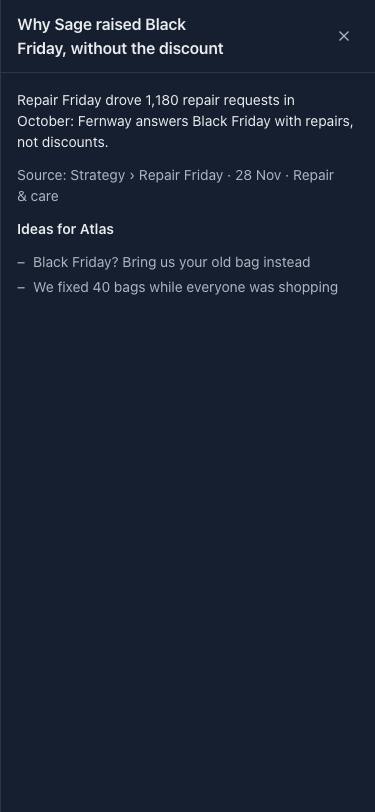 Why Sage raised Black
Friday, without the discount
Repair Friday drove 1,180 repair requests in
October: Fernway answers Black Friday with repairs,
not discounts.
Source: Strategy › Repair Friday · 28 Nov · Repair
& care
Ideas for Atlas
– Black Friday? Bring us your old bag instead
– We fixed 40 bags while everyone was shopping